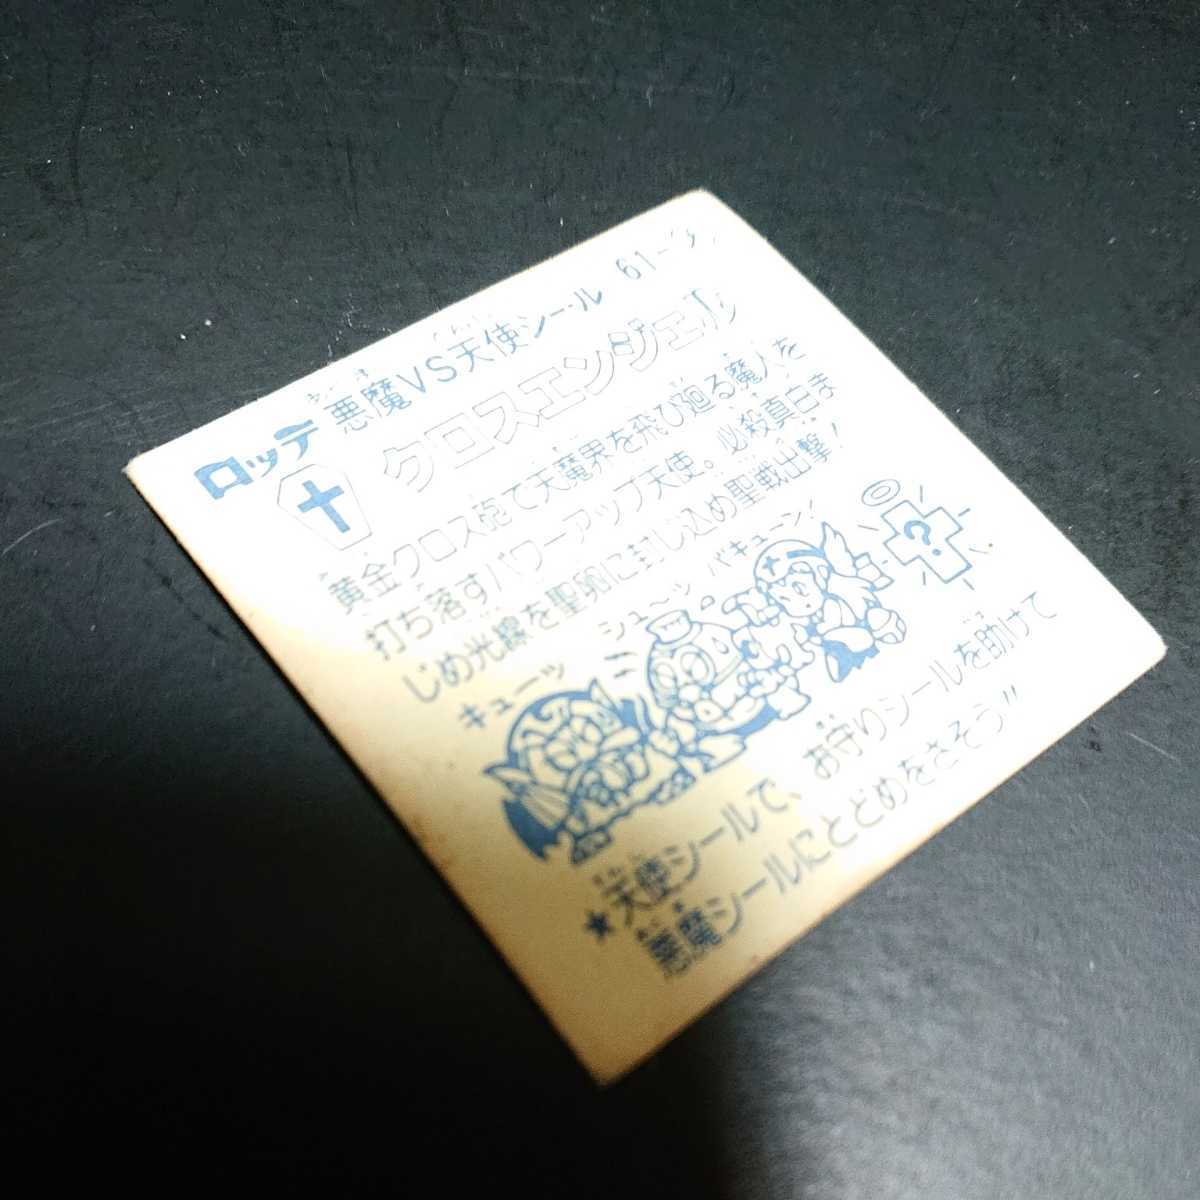 ロッテ 悪魔VS天使シール 61-
クロスエンジェル
黄金クロス砲で天魔界を飛び廻る魔人を
打ち落すパワーアップ天使。必殺真白ま
じめ光線を聖卵に封じ込め聖戦出撃!
キューッ シューッ バキューン!
?
★天使シールで、お守りシールを助けて
悪魔シールにとどめをさそう!!